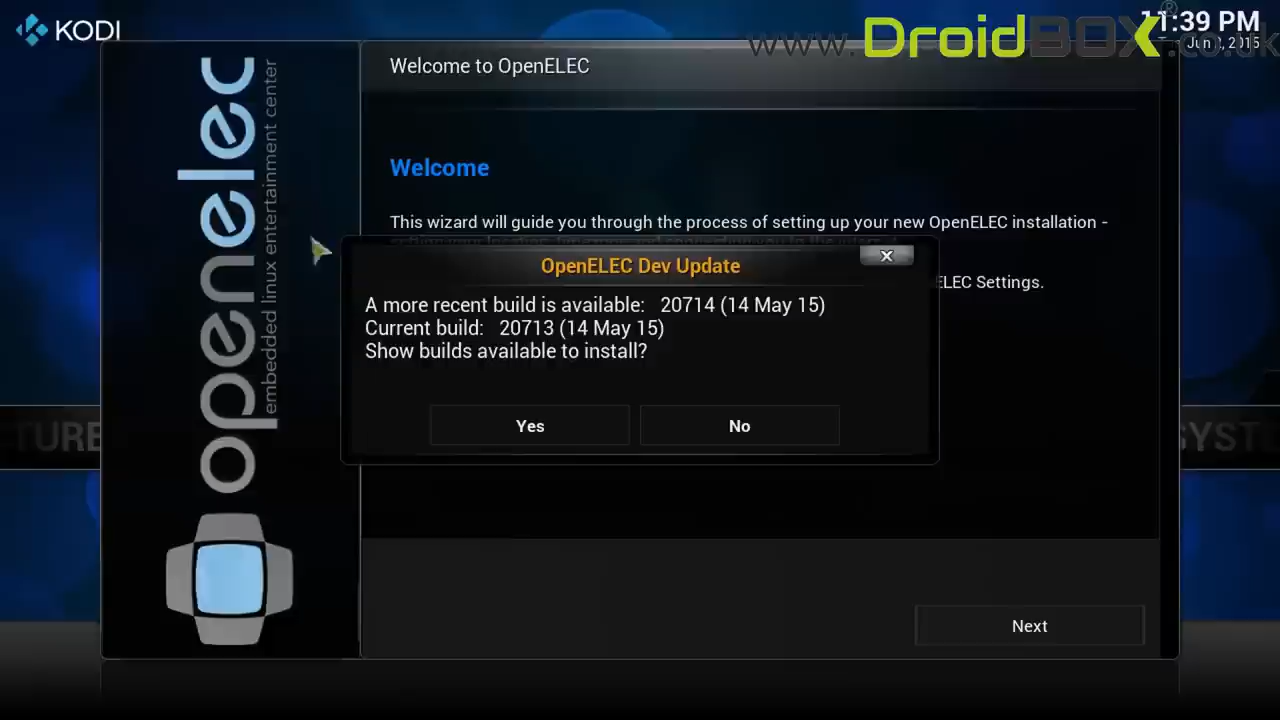 KODI
11:39 PM
www.DroidBOX®.co.uk
2015
openelec
embedded linux entertainment center
Welcome to OpenELEC
Welcome
This wizard will guide you through the process of setting up your new OpenELEC installation -
ELEC Settings.
OpenELEC Dev Update
A more recent build is available: 20714 (14 May 15)
Current build: 20713 (14 May 15)
Show builds available to install?
Yes
No
TURE
SYST
Next